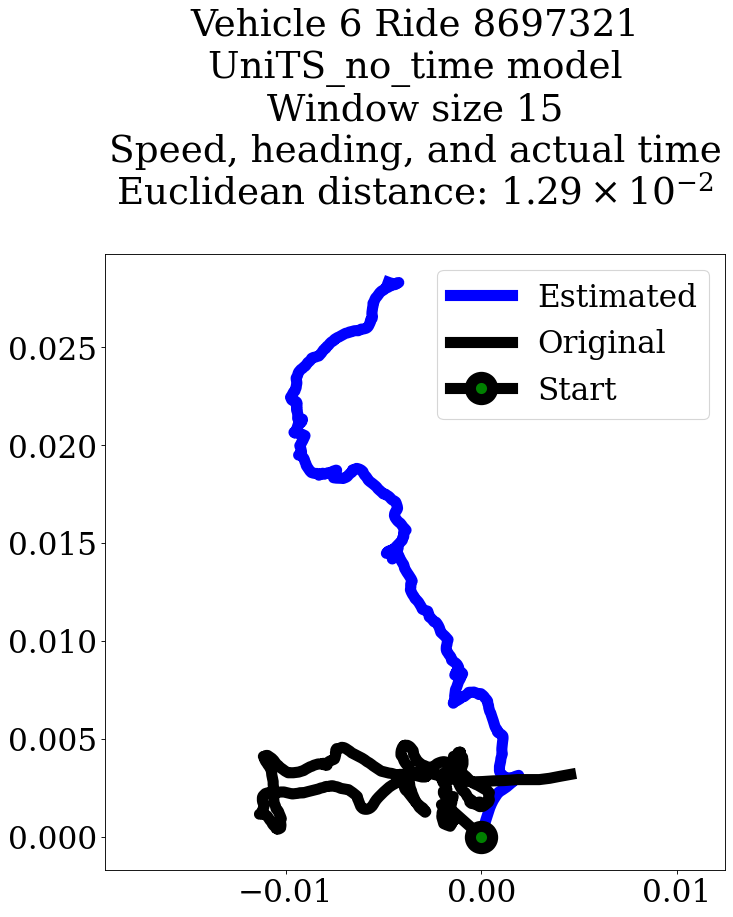 Vehicle 6 Ride 8697321
UniTS_no_time model
Window size 15
Speed, heading, and actual time
Euclidean distance: 1.29 × 10⁻²
Estimated
Original
Start
0.025
0.020
0.015
0.010
0.005
0.000
−0.01
0.00
0.01